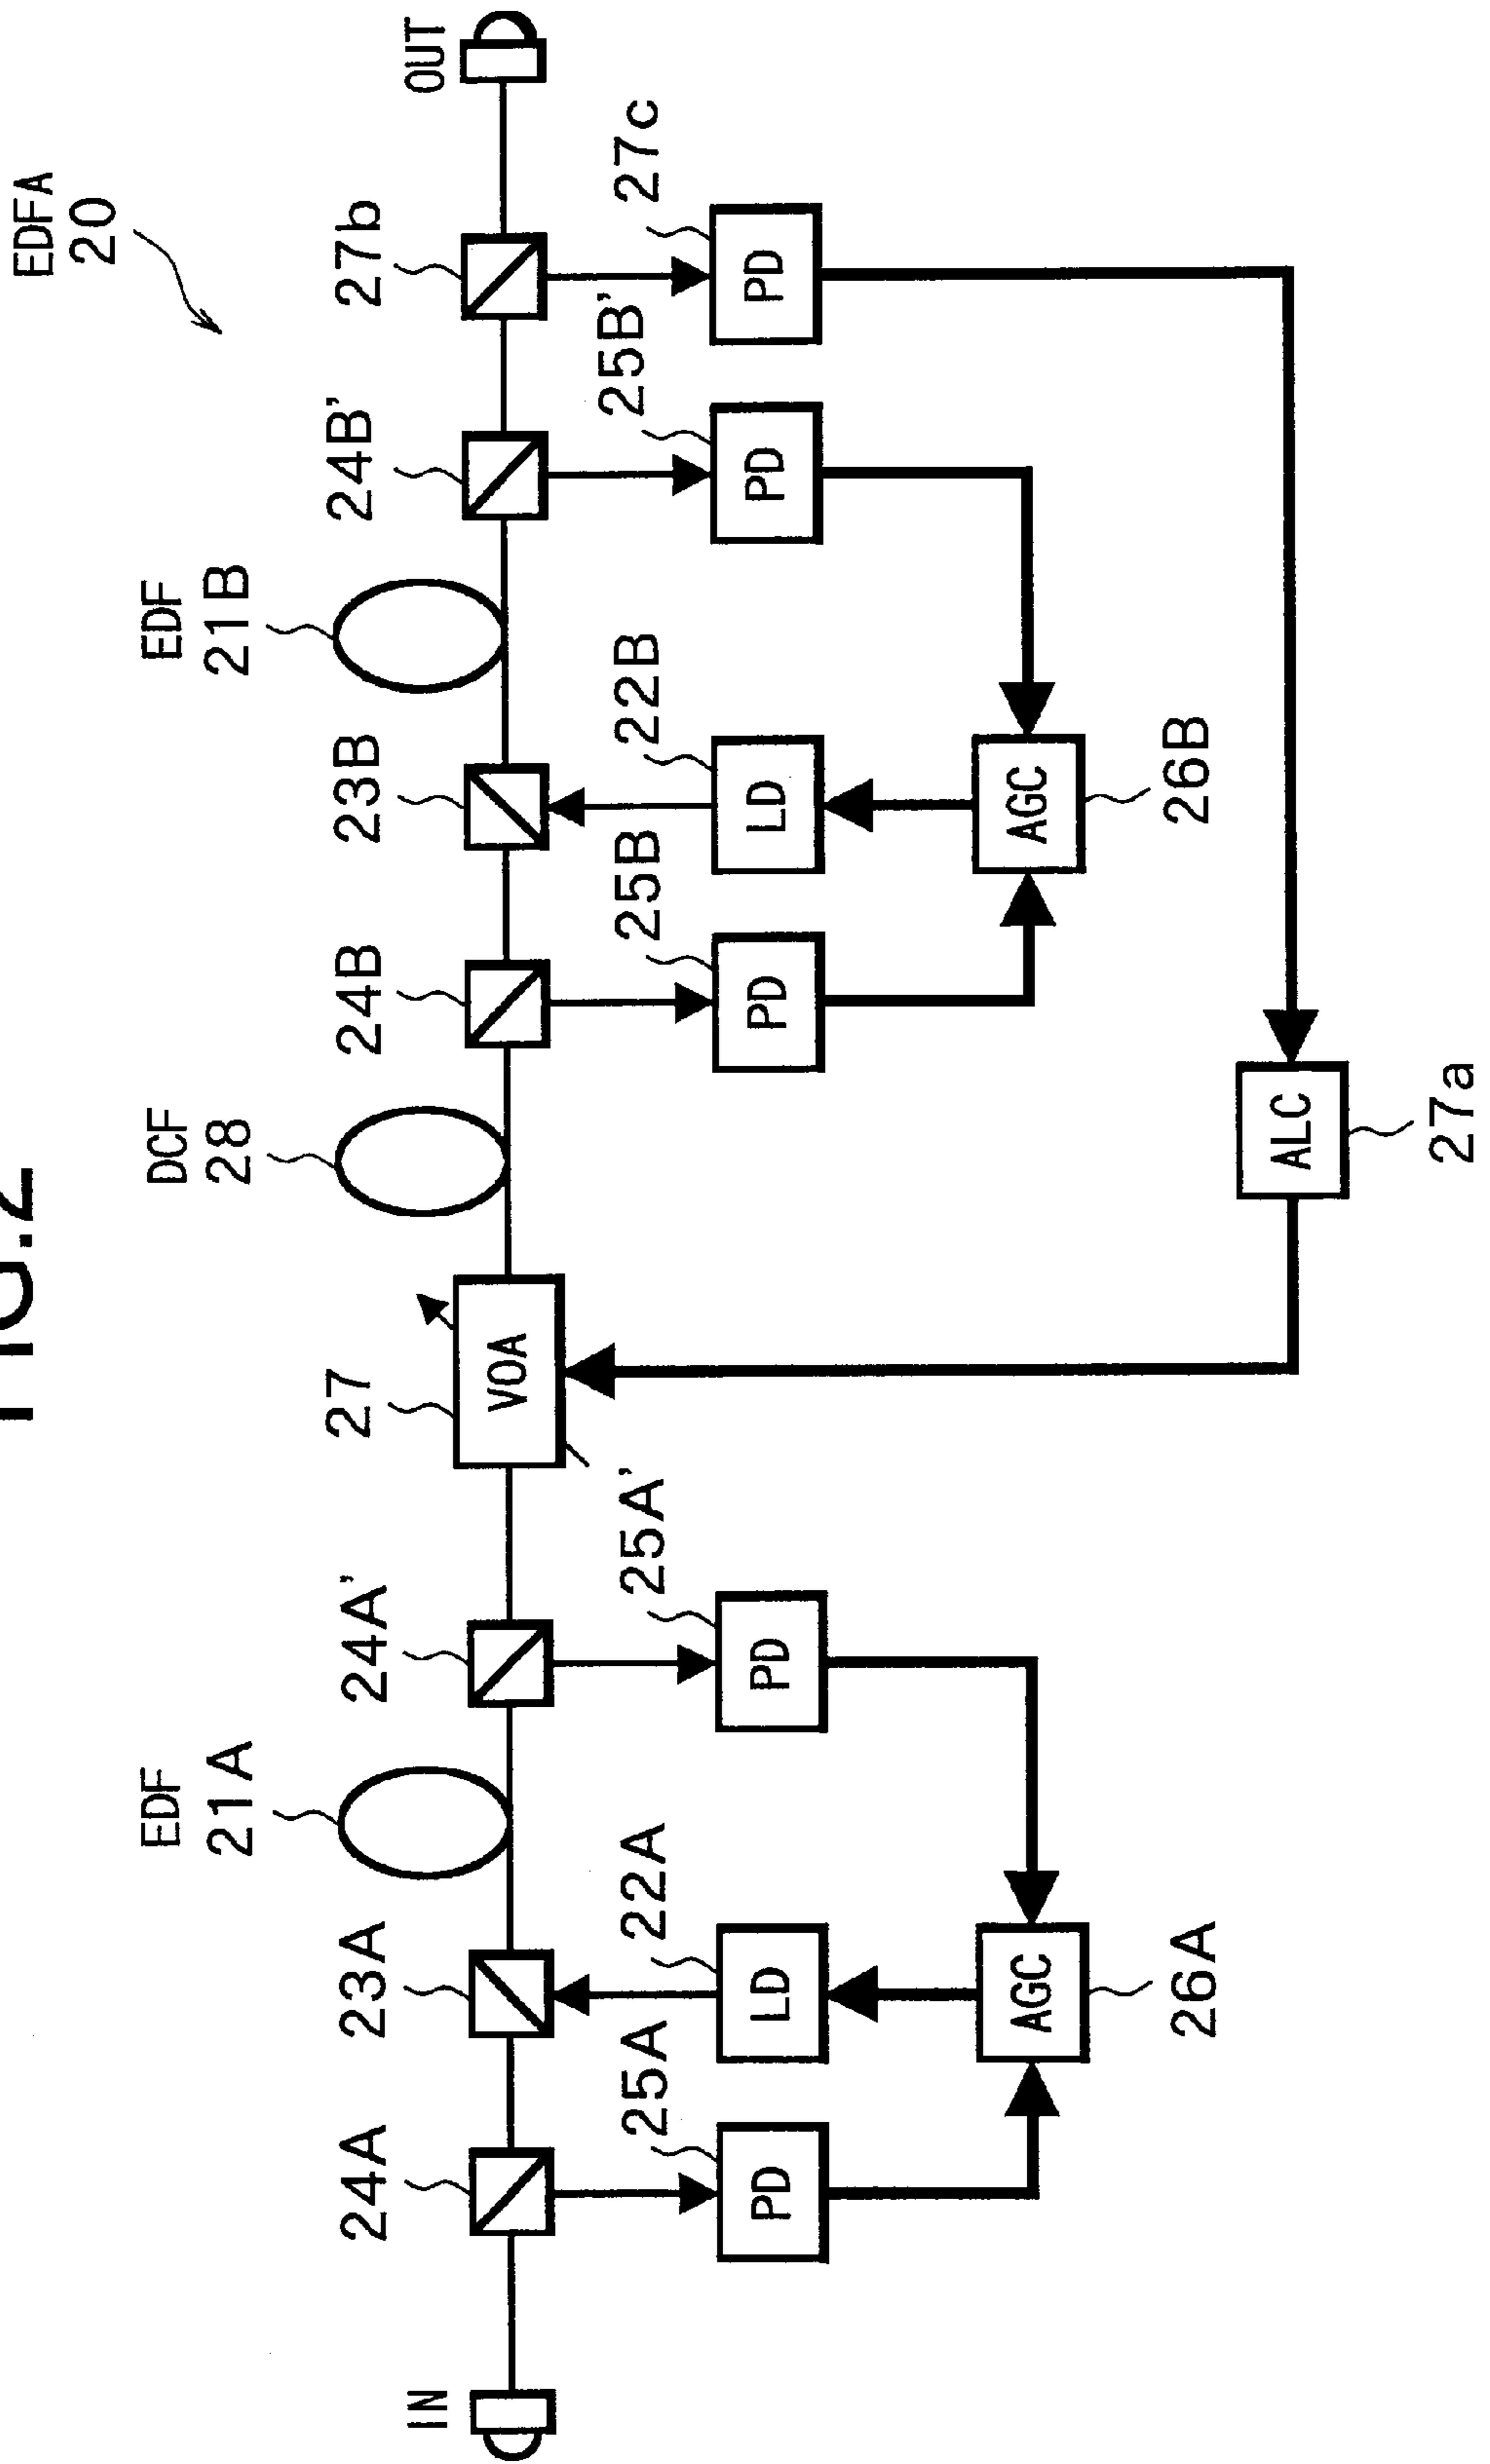 FIG.2
EDFA
20
EDF
21A
DCF
28
EDF
21B
IN
24A
23A
24A'
27
24B
23B
24B'
27b
OUT
VOA
25A
22A
25A'
25B
22B
25B'
27c
PD
LD
PD
PD
LD
PD
PD
AGC
AGC
26A
26B
ALC
27a